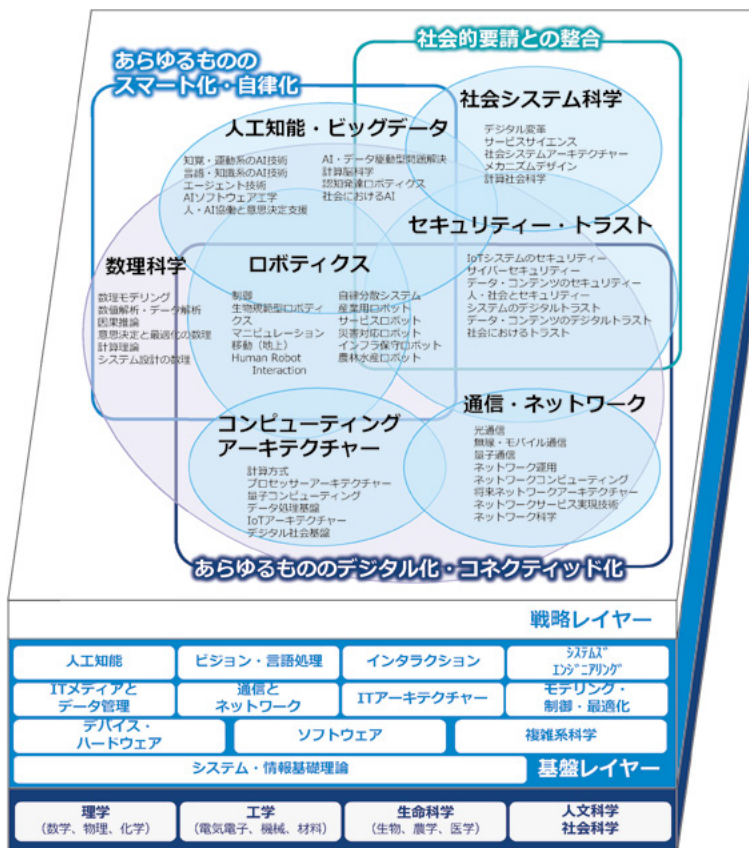 社会的要請との整合
あらゆるものの
スマート化・自律化
社会システム科学
デジタル変革
サービスサイエンス
社会システムアーキテクチャー
メカニズムデザイン
計算社会科学
人工知能・ビッグデータ
知覚・運動系のAI技術
言語・知識系のAI技術
エージェント技術
AIソフトウェア工学
人・AI協働と意思決定支援
AI・データ駆動型問題解決
計算脳科学
認知発達ロボティクス
社会におけるAI
セキュリティー・トラスト
IoTシステムのセキュリティー
サイバーセキュリティー
データ・コンテンツのセキュリティー
人・社会とセキュリティー
システムのデジタルトラスト
データ・コンテンツのデジタルトラスト
社会におけるトラスト
数理科学
数理モデリング
数値解析・データ解析
因果推論
意思決定と最適化の数理
計算理論
システム設計の数理
ロボティクス
制御
生物規範型ロボティ
クス
マニピュレーション
移動（地上）
Human Robot
Interaction
自律分散システム
産業用ロボット
サービスロボット
災害対応ロボット
インフラ保守ロボット
農林水産ロボット
コンピューティング
アーキテクチャー
計算方式
プロセッサーアーキテクチャー
量子コンピューティング
データ処理基盤
IoTアーキテクチャー
デジタル社会基盤
通信・ネットワーク
光通信
無線・モバイル通信
量子通信
ネットワーク運用
ネットワークコンピューティング
将来ネットワークアーキテクチャー
ネットワークサービス実現技術
ネットワーク科学
あらゆるもののデジタル化・コネクティッド化
戦略レイヤー
人工知能
ビジョン・言語処理
インタラクション
ｼｽﾃﾑｽﾞ
ｴﾝｼﾞﾆｱﾘﾝｸﾞ
ITメディアと
データ管理
通信と
ネットワーク
ITアーキテクチャー
モデリング・
制御・最適化
デバイス・
ハードウェア
ソフトウェア
複雑系科学
システム・情報基礎理論
基盤レイヤー
理学
（数学、物理、化学）
工学
（電気電子、機械、材料）
生命科学
（生物、農学、医学）
人文科学
社会科学